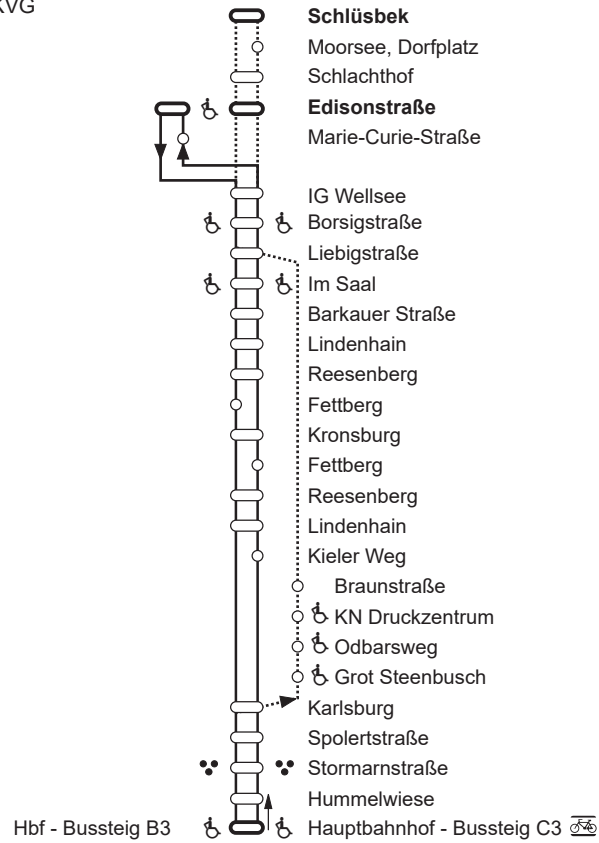 KVG
Schlüsbek
Moorsee, Dorfplatz
Schlachthof
Edisonstraße
Marie-Curie-Straße
IG Wellsee
Borsigstraße
Liebigstraße
Im Saal
Barkauer Straße
Lindenhain
Reesenberg
Fettberg
Kronsburg
Fettberg
Reesenberg
Lindenhain
Kieler Weg
Braunstraße
KN Druckzentrum
Odbarsweg
Grot Steenbusch
Karlsburg
Spolertstraße
Stormarnstraße
Hummelwiese
Hbf - Bussteig B3 Hauptbahnhof - Bussteig C3